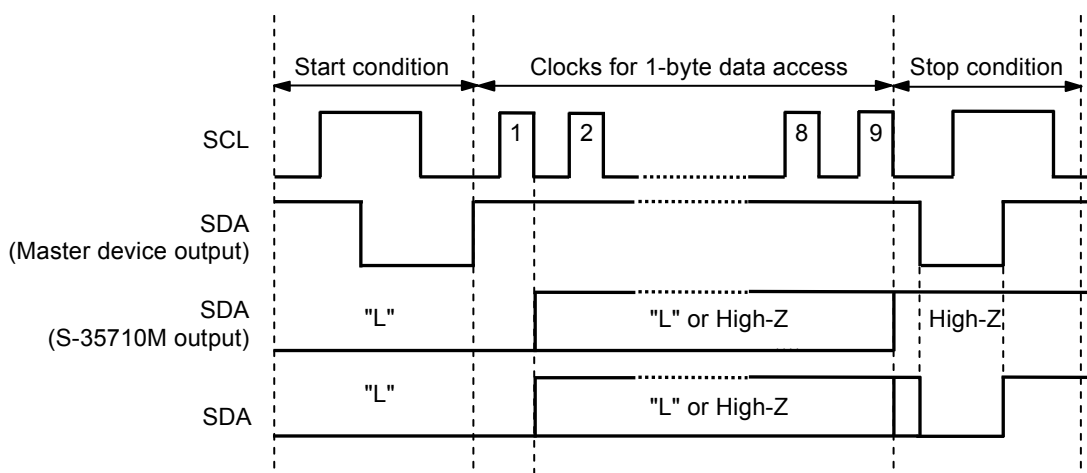 Start condition
Clocks for 1-byte data access
Stop condition
SCL
1
2
8
9
SDA
(Master device output)
SDA
(S-35710M output)
"L"
"L" or High-Z
High-Z
SDA
"L"
"L" or High-Z